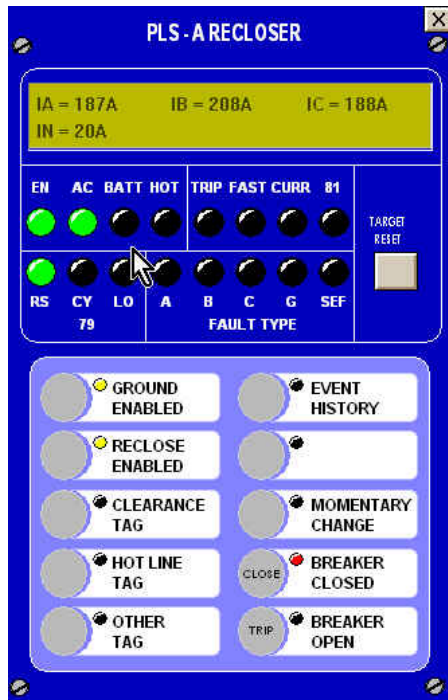 PLS - A RECLOSER
X
IA = 187A IB = 208A IC = 188A
IN = 20A
EN AC BATT HOT TRIP FAST CURR 81
TARGET
RESET
RS CY LO A B C G SEF
79 FAULT TYPE
GROUND
ENABLED
EVENT
HISTORY
RECLOSE
ENABLED
CLEARANCE
TAG
MOMENTARY
CHANGE
HOT LINE
TAG
CLOSE
BREAKER
CLOSED
OTHER
TAG
TRIP
BREAKER
OPEN